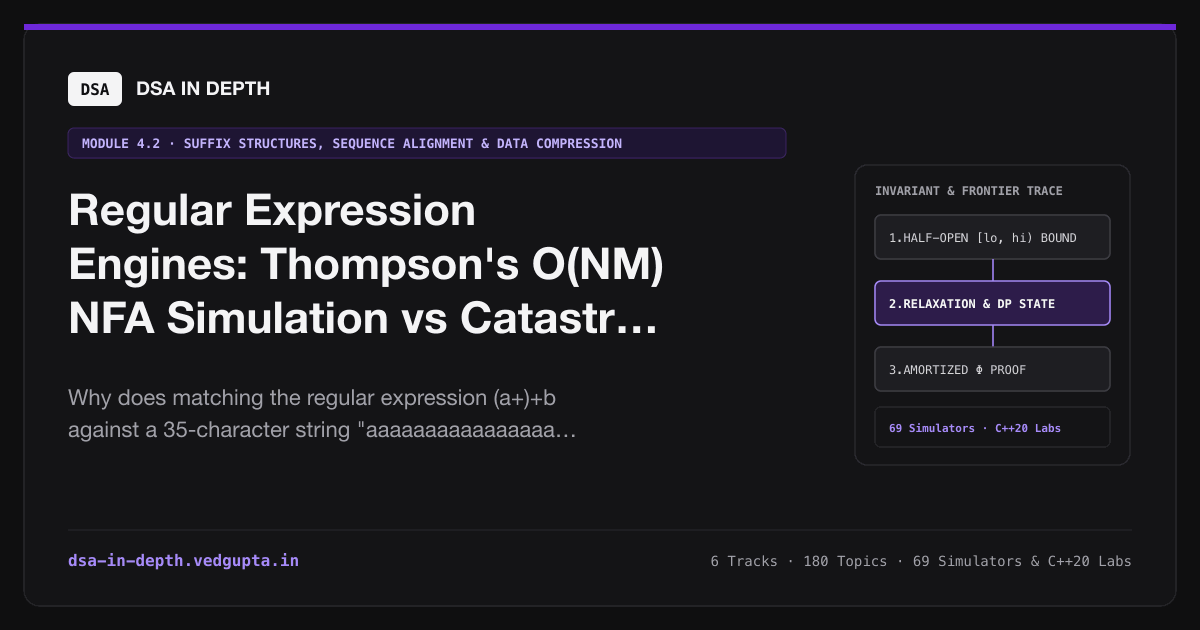 DSA DSA IN DEPTH
MODULE 4.2 · SUFFIX STRUCTURES, SEQUENCE ALIGNMENT & DATA COMPRESSION
Regular Expression
Engines: Thompson's O(NM)
NFA Simulation vs Catastr...
Why does matching the regular expression (a+)+b
against a 35-character string "aaaaaaaaaaaaaaaa...
INVARIANT & FRONTIER TRACE
1.HALF-OPEN [lo, hi) BOUND
2.RELAXATION & DP STATE
3.AMORTIZED Φ PROOF
69 Simulators · C++20 Labs
dsa-in-depth.vedgupta.in
6 Tracks · 180 Topics · 69 Simulators & C++20 Labs